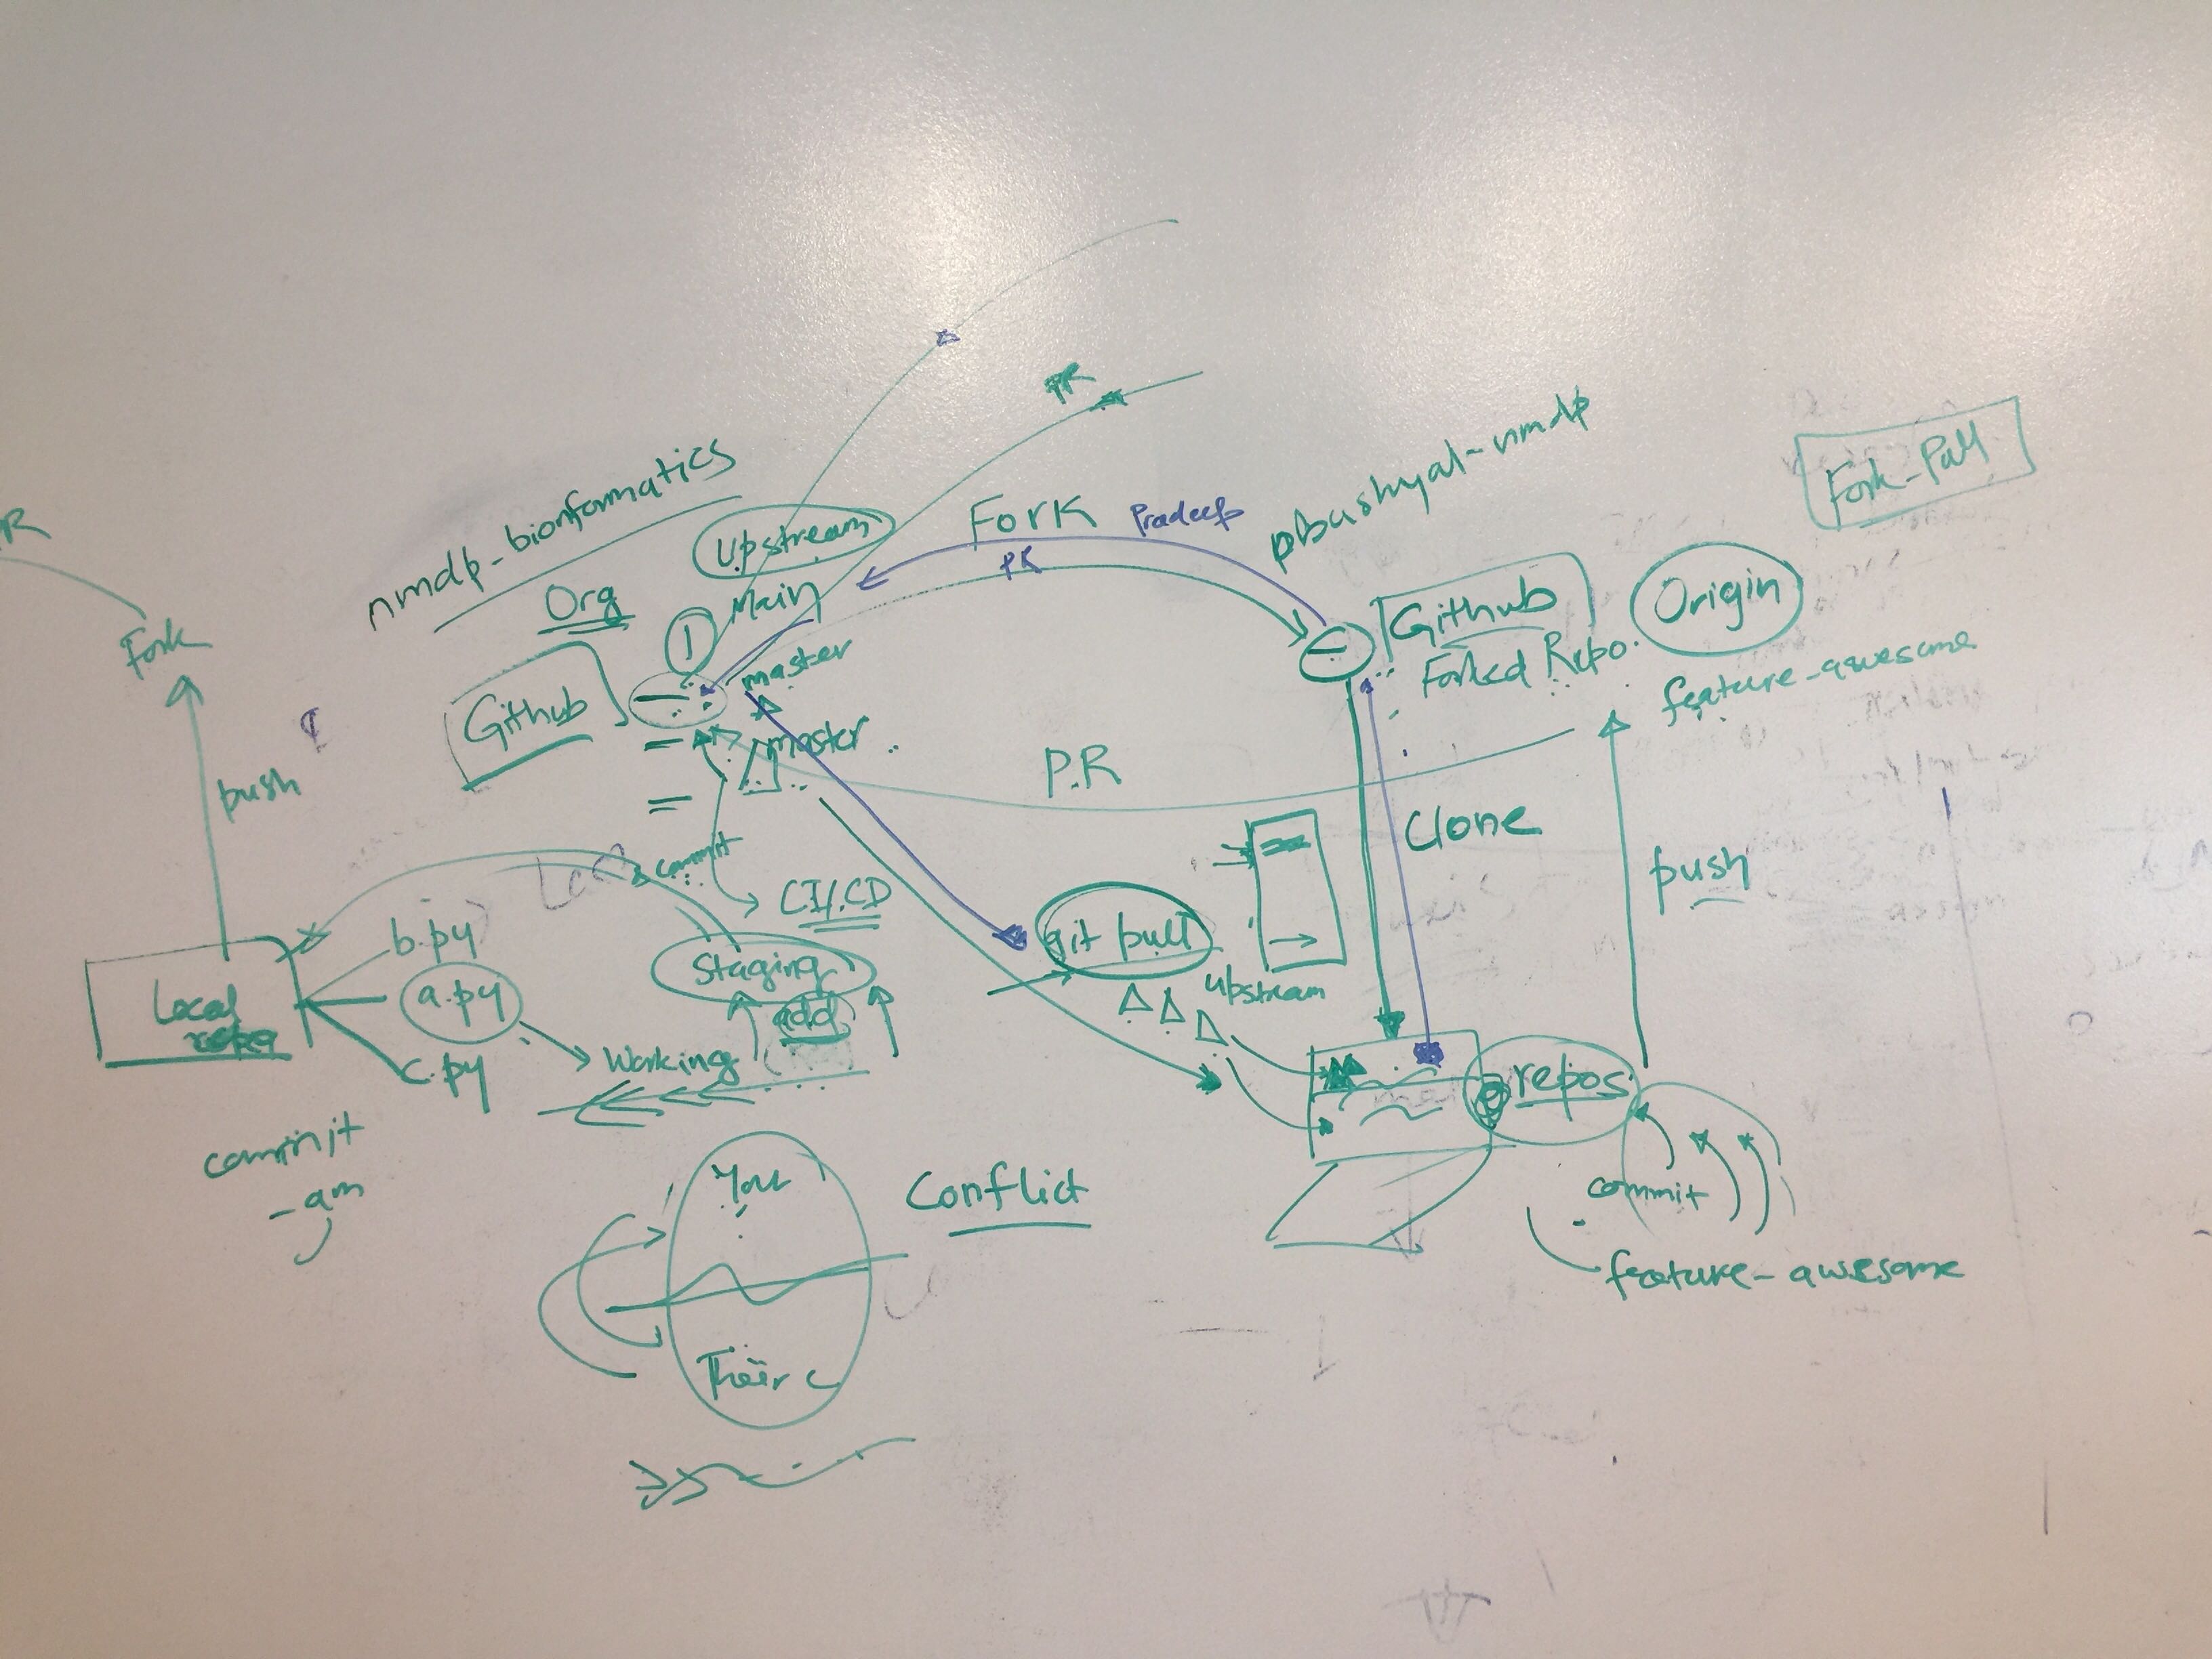 PR
nmdp-bionformatics
Upstream
Fork
Pradeep
PR
pbashyal-nmdp
Fork-Pull
Org
Main
1
Github
Forked Repo.
Origin
feature-awesome
Fork
master
Github
master
P.R
push
Clone
push
commit
CI/.CD
b.py
a.py
c.py
Local
repo
Staging
add
Working
git pull
Upstream
repos
commit
-am
commit
feature-awesome
You
Conflict